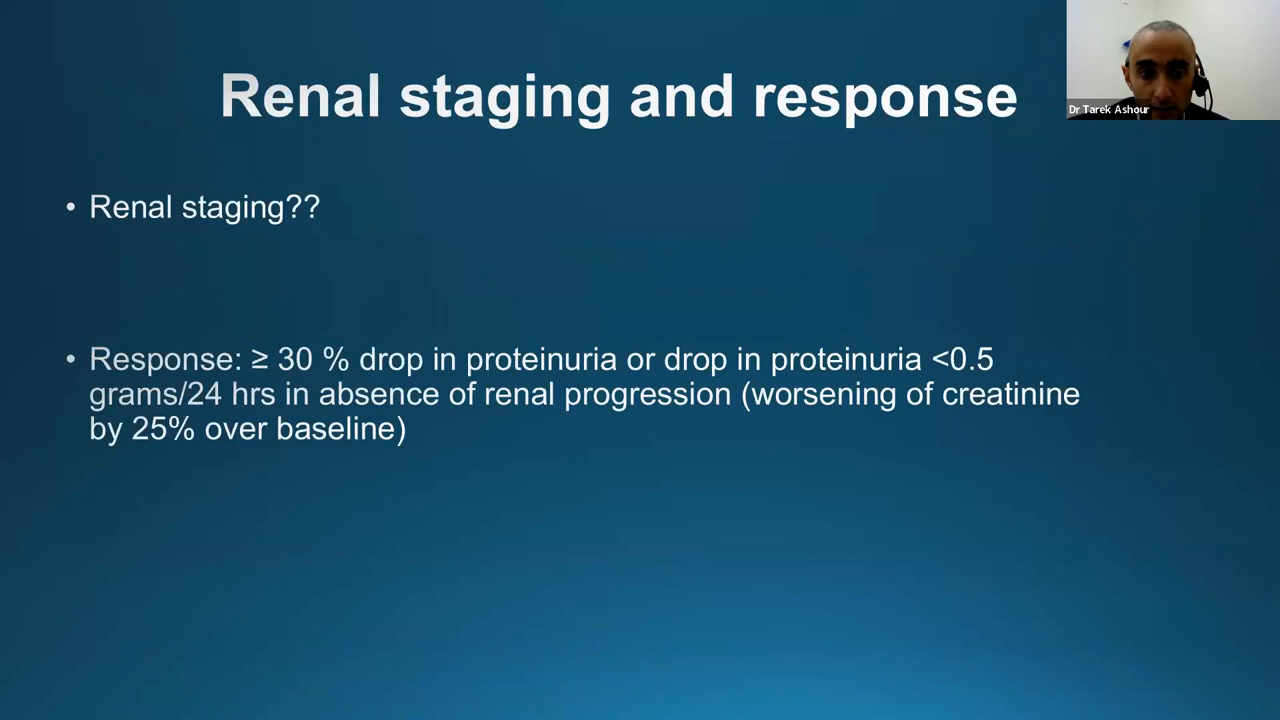 Renal staging and response
Dr Tarek Ashour
• Renal staging??
• Response: ≥ 30 % drop in proteinuria or drop in proteinuria <0.5
grams/24 hrs in absence of renal progression (worsening of creatinine
by 25% over baseline)